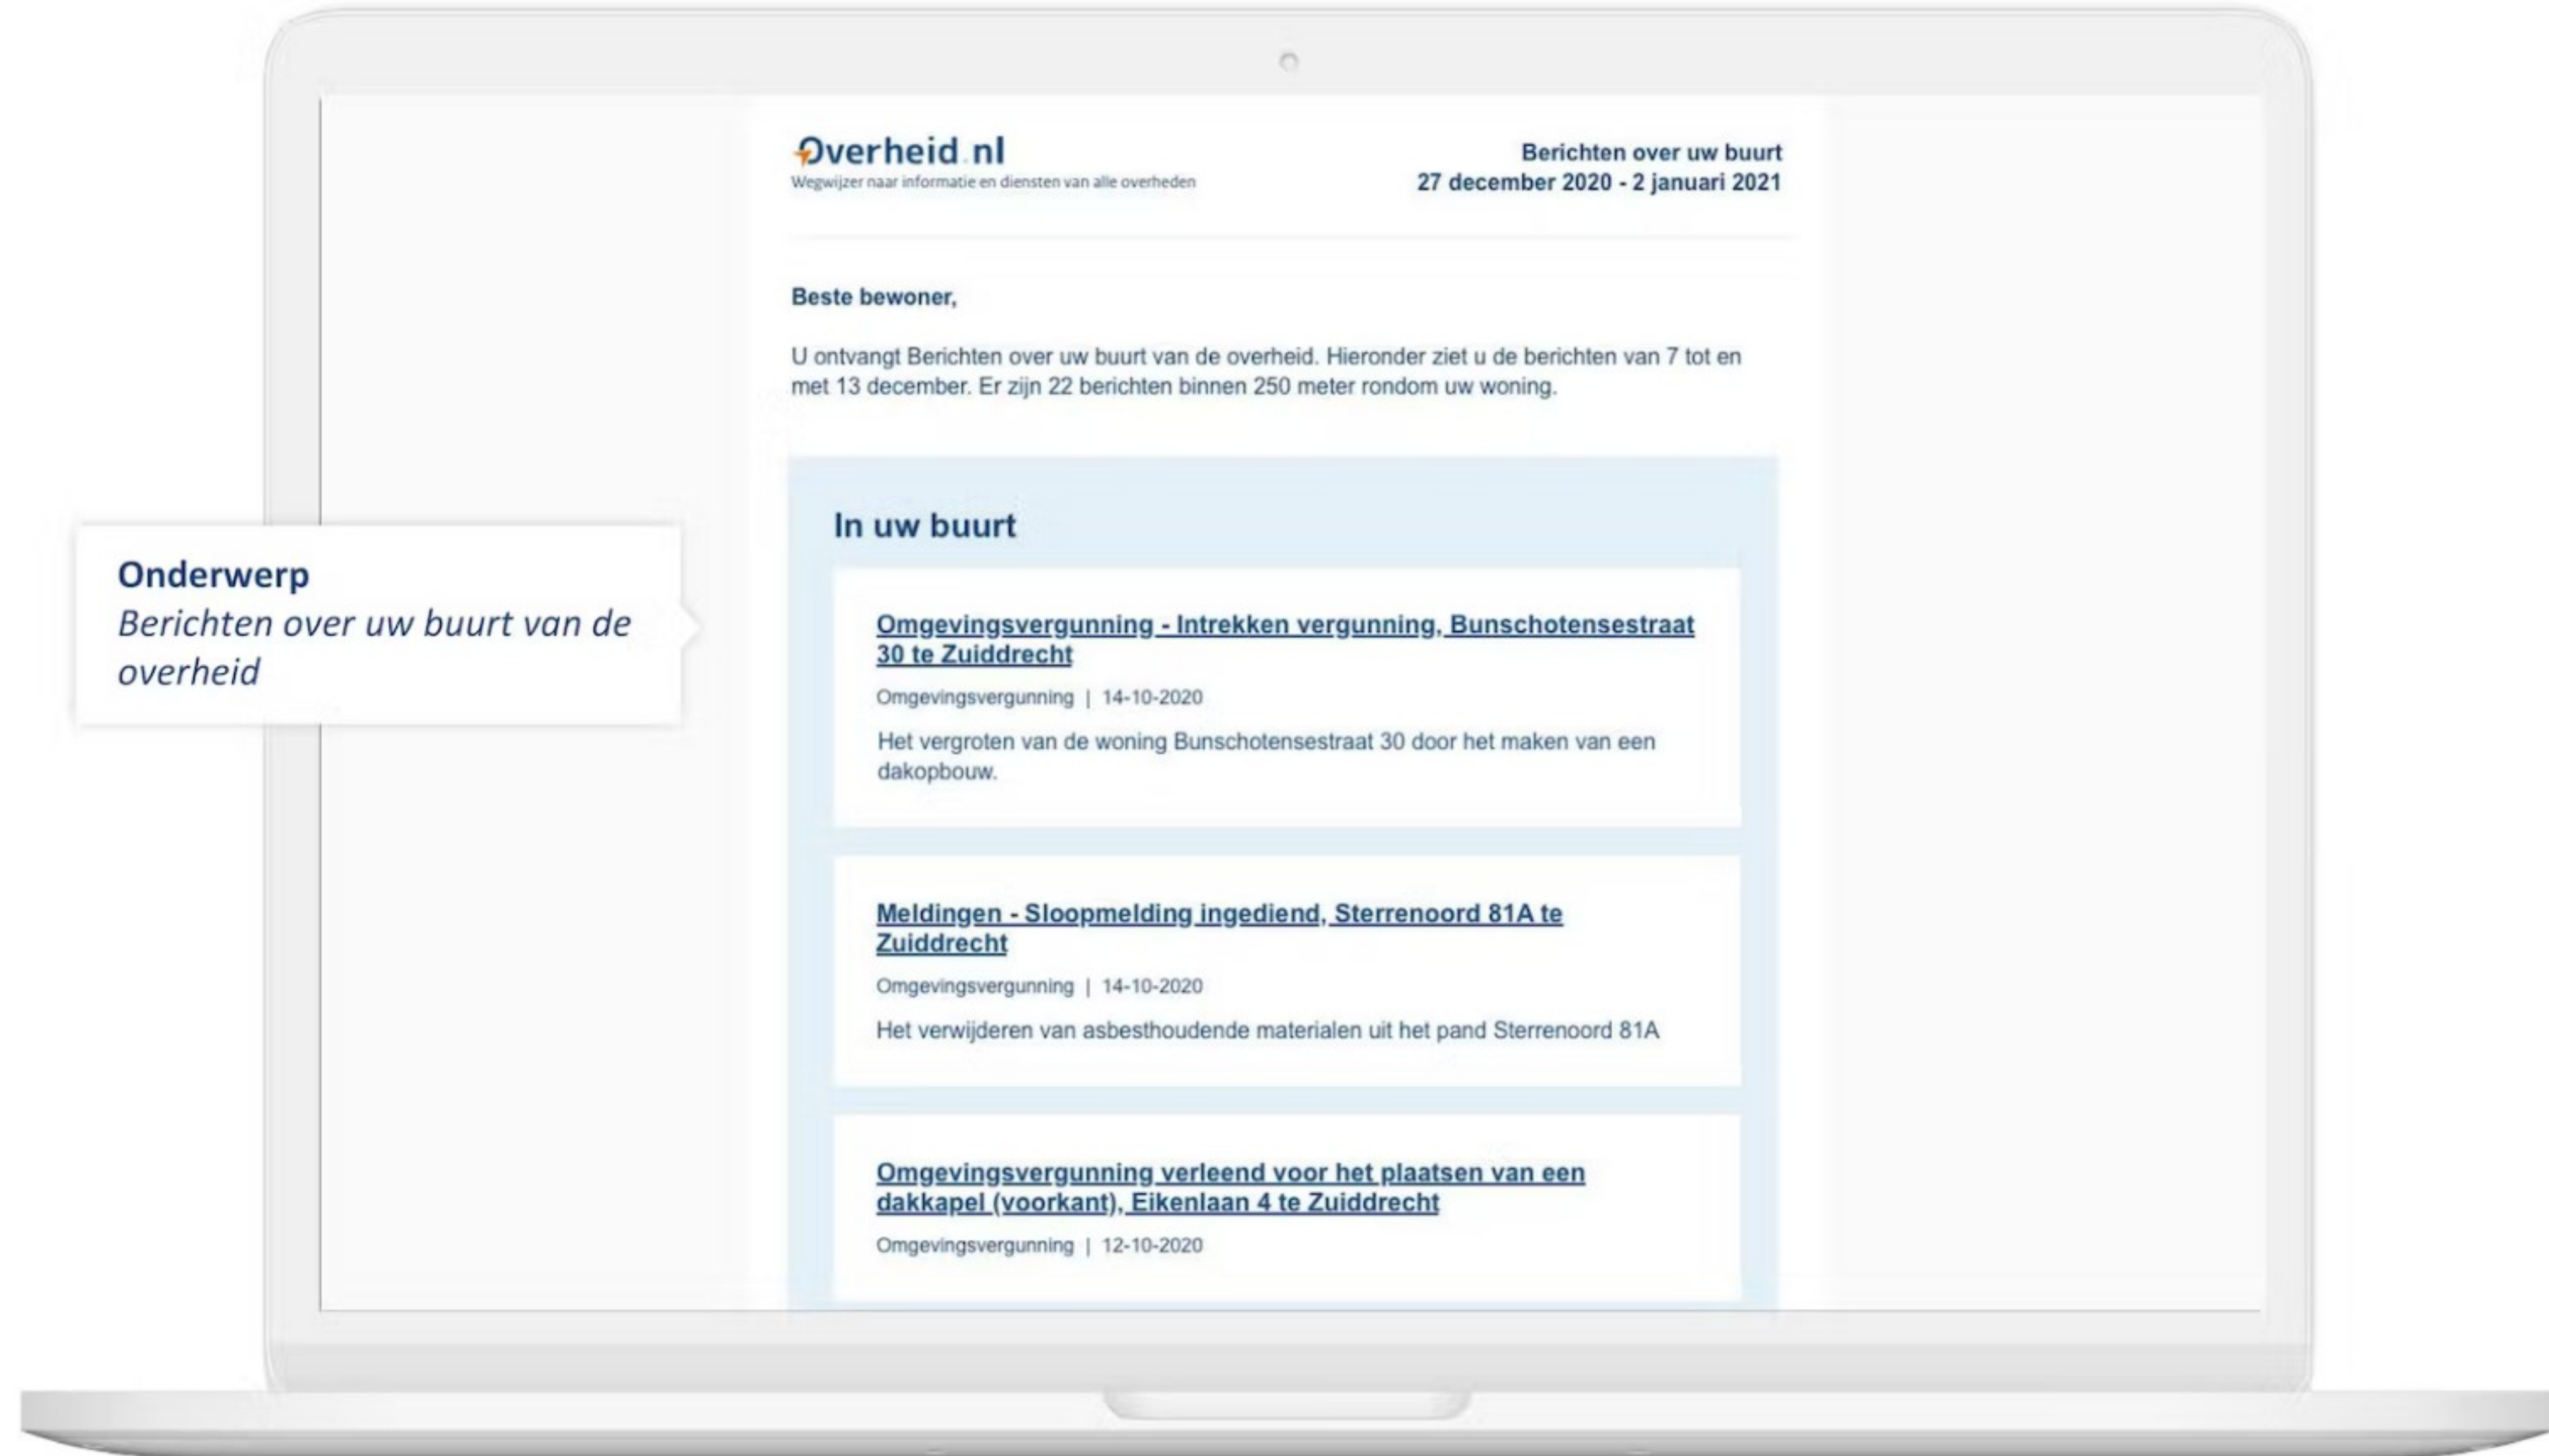 Overheid.nl
Wegwijzer naar informatie en diensten van alle overheden
Berichten over uw buurt
27 december 2020 - 2 januari 2021
Beste bewoner,
U ontvangt Berichten over uw buurt van de overheid. Hieronder ziet u de berichten van 7 tot en
met 13 december. Er zijn 22 berichten binnen 250 meter rondom uw woning.
Onderwerp
Berichten over uw buurt van de
overheid
In uw buurt
Omgevingsvergunning - Intrekken vergunning, Bunschotensestraat
30 te Zuiddrecht
Omgevingsvergunning | 14-10-2020
Het vergroten van de woning Bunschotensestraat 30 door het maken van een
dakopbouw.
Meldingen - Sloopmelding ingediend, Sterrenoord 81A te
Zuiddrecht
Omgevingsvergunning | 14-10-2020
Het verwijderen van asbesthoudende materialen uit het pand Sterrenoord 81A
Omgevingsvergunning verleend voor het plaatsen van een
dakkapel (voorkant), Eikenlaan 4 te Zuiddrecht
Omgevingsvergunning | 12-10-2020